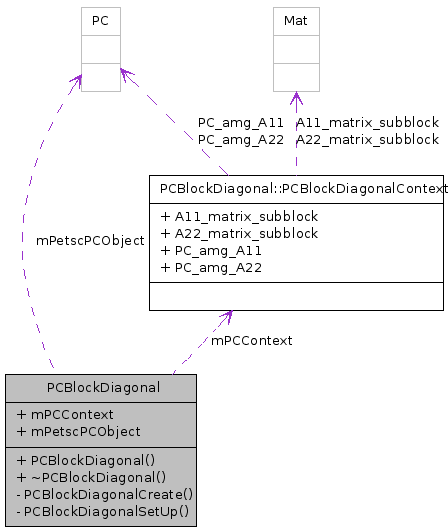 PC
Mat
PC_amg_A11
PC_amg_A22
A11_matrix_subblock
A22_matrix_subblock
PCBlockDiagonal::PCBlockDiagonalContext
+ A11_matrix_subblock
+ A22_matrix_subblock
+ PC_amg_A11
+ PC_amg_A22
mPetscPCObject
mPCContext
PCBlockDiagonal
+ mPCContext
+ mPetscPCObject
+ PCBlockDiagonal()
+ ~PCBlockDiagonal()
- PCBlockDiagonalCreate()
- PCBlockDiagonalSetUp()